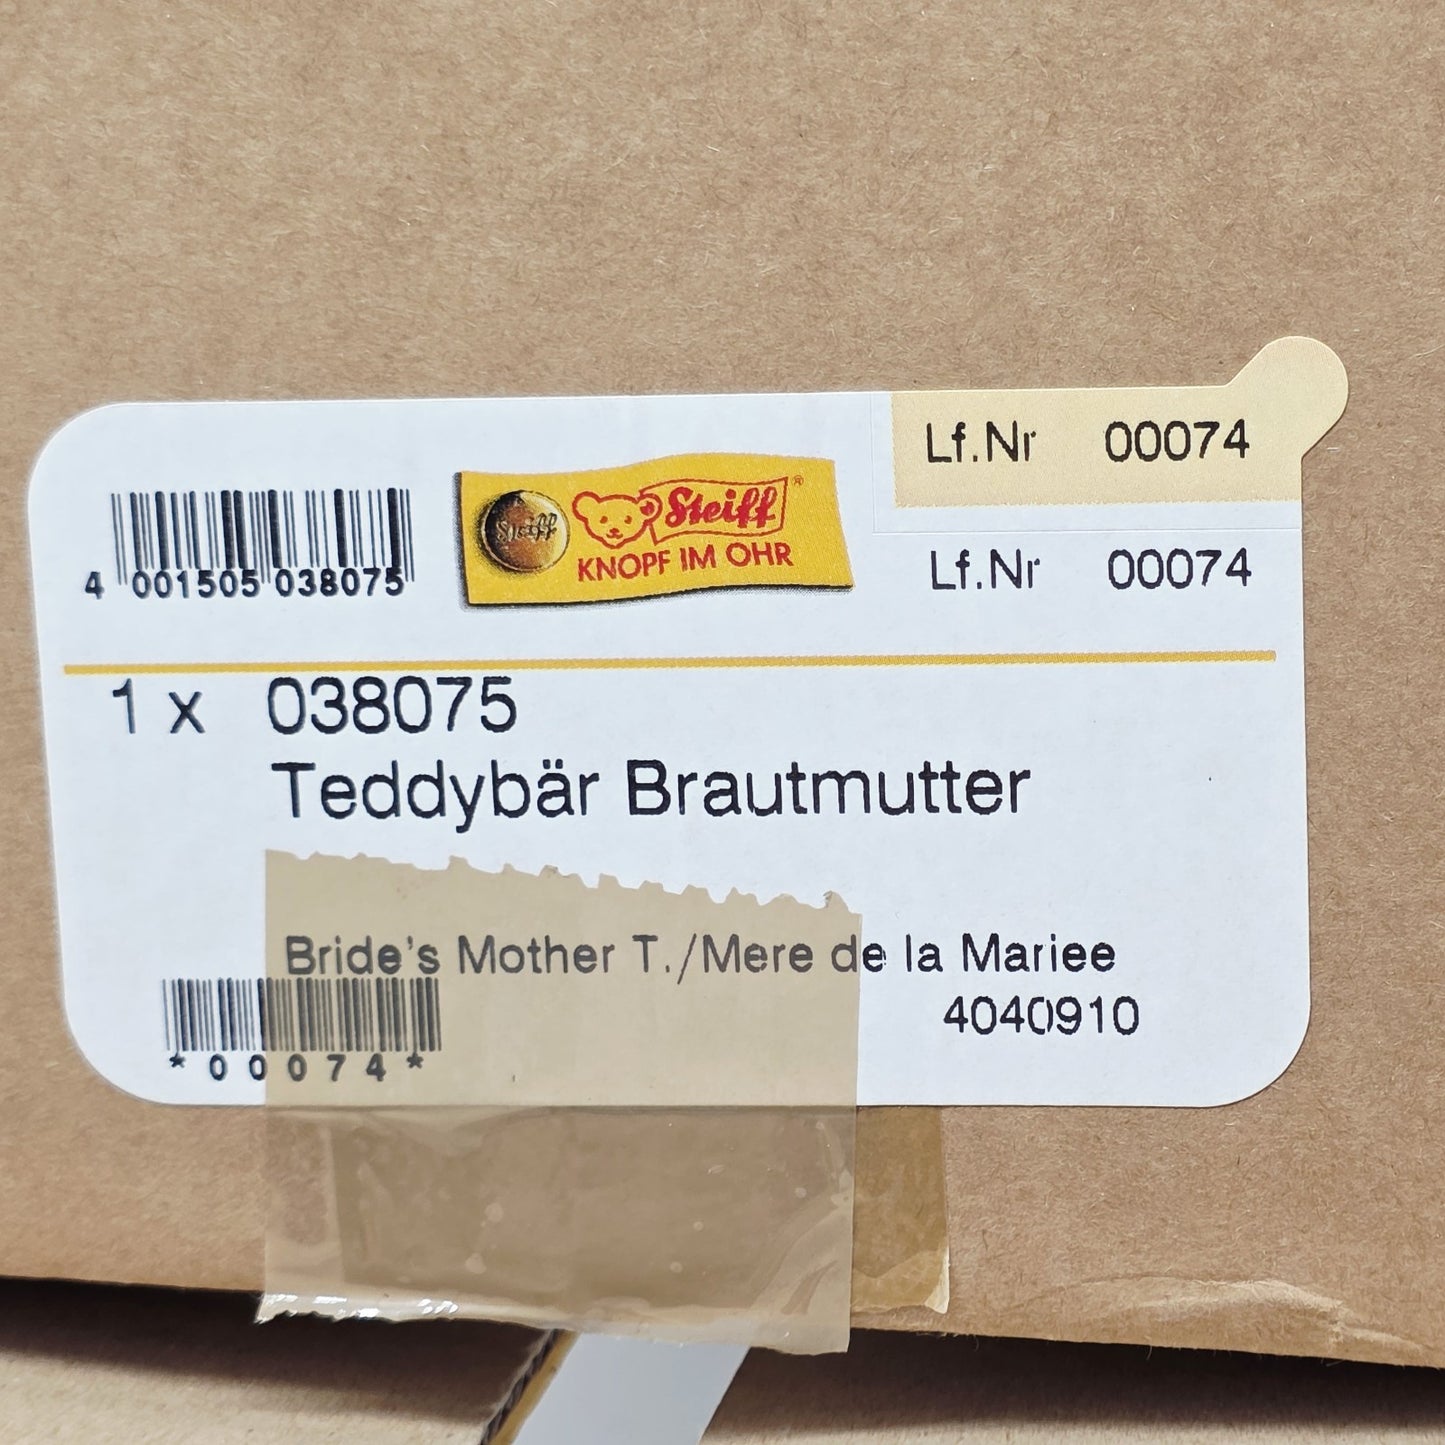 Lf.Nr 00074
Steiff
Steiff®
KNOPF IM OHR
4 001505 038075
Lf.Nr 00074
1 x 038075
Teddybär Brautmutter
Bride's Mother T./Mere de la Mariee
4040910
*00074*